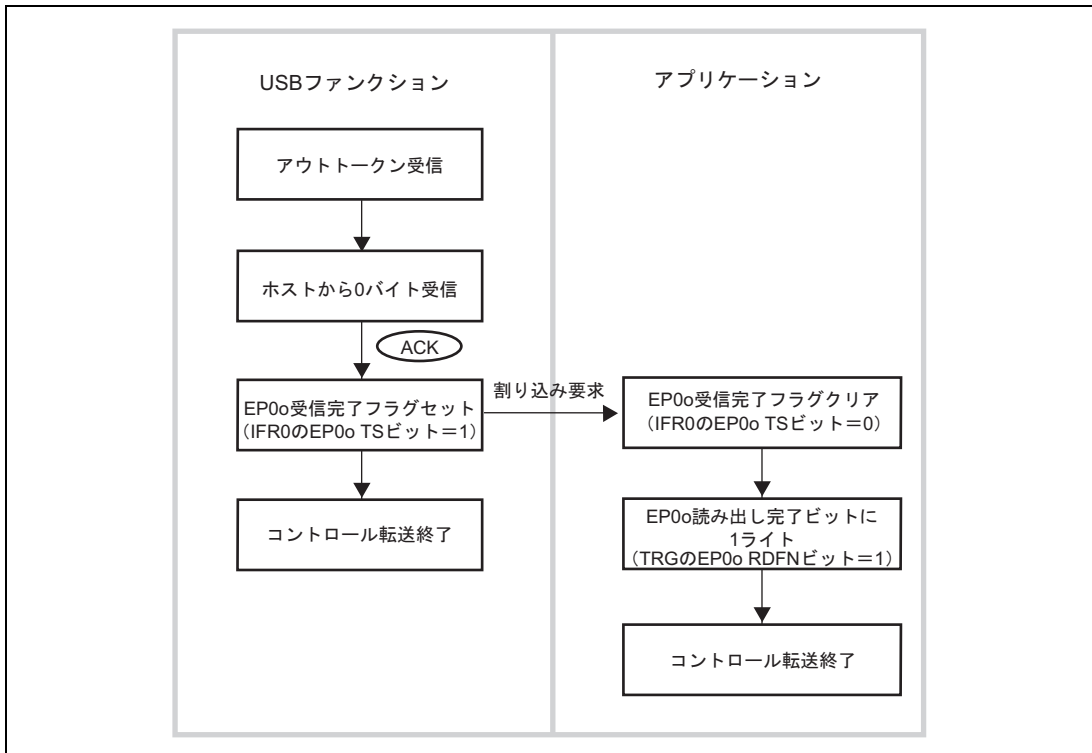 USBファンクション
アウトトークン受信
ホストから0バイト受信
ACK
EP0o受信完了フラグセット
(IFR0のEP0o TSビット＝1)
コントロール転送終了
割り込み要求
アプリケーション
EP0o受信完了フラグクリア
(IFR0のEP0o TSビット＝0)
EP0o読み出し完了ビットに
1ライト
(TRGのEP0o RDFNビット＝1)
コントロール転送終了